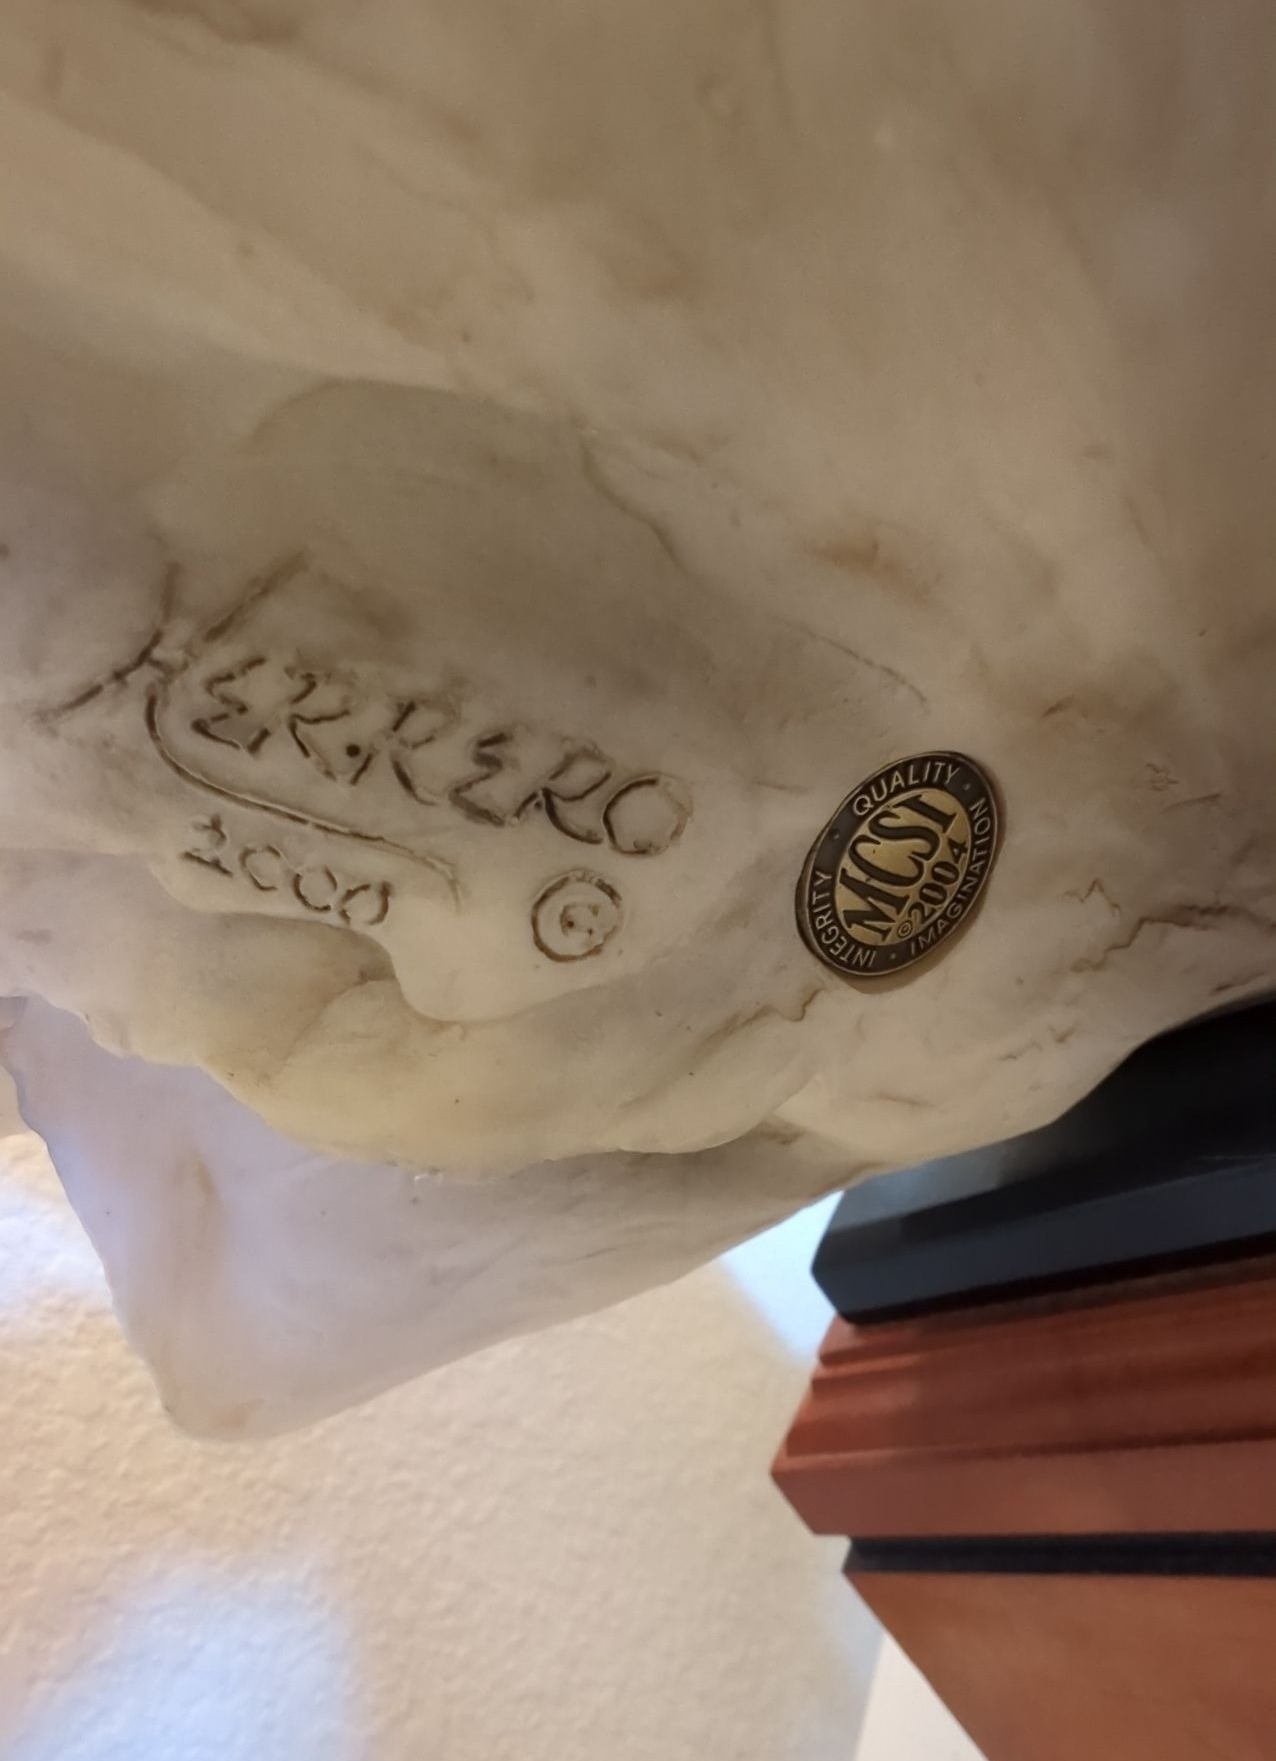 HERRERO
2000 ©
QUALITY · IMAGINATION · INTEGRITY ·
MCSI
©2004